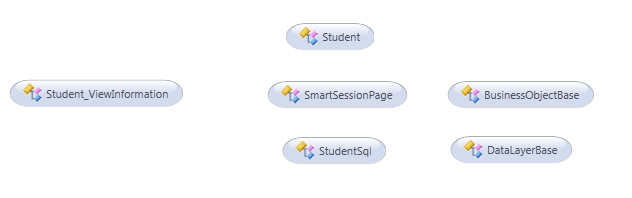 Student
Student_ViewInformation
SmartSessionPage
BusinessObjectBase
StudentSql
DataLayerBase